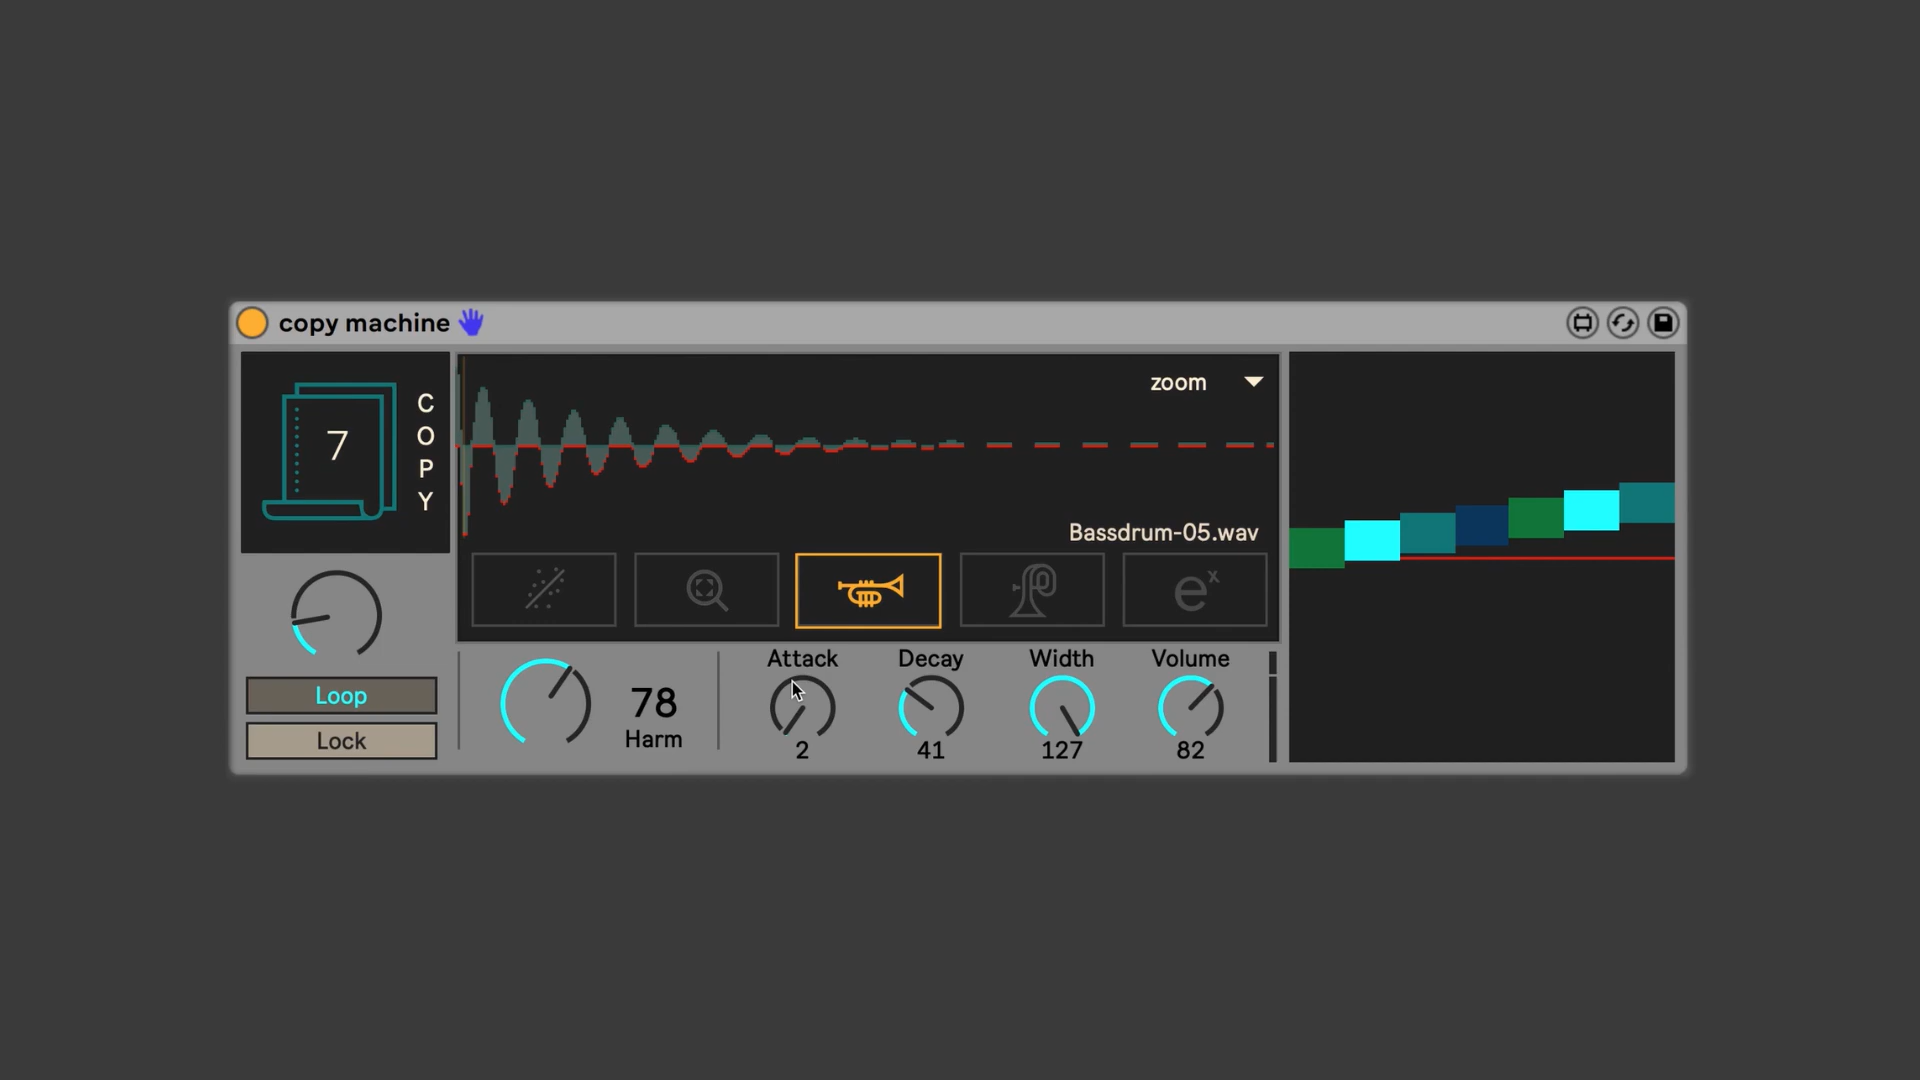 copy machine
7
COPY
zoom
Bassdrum-05.wav
e^x
Loop
Lock
78
Harm
Attack
2
Decay
41
Width
127
Volume
82